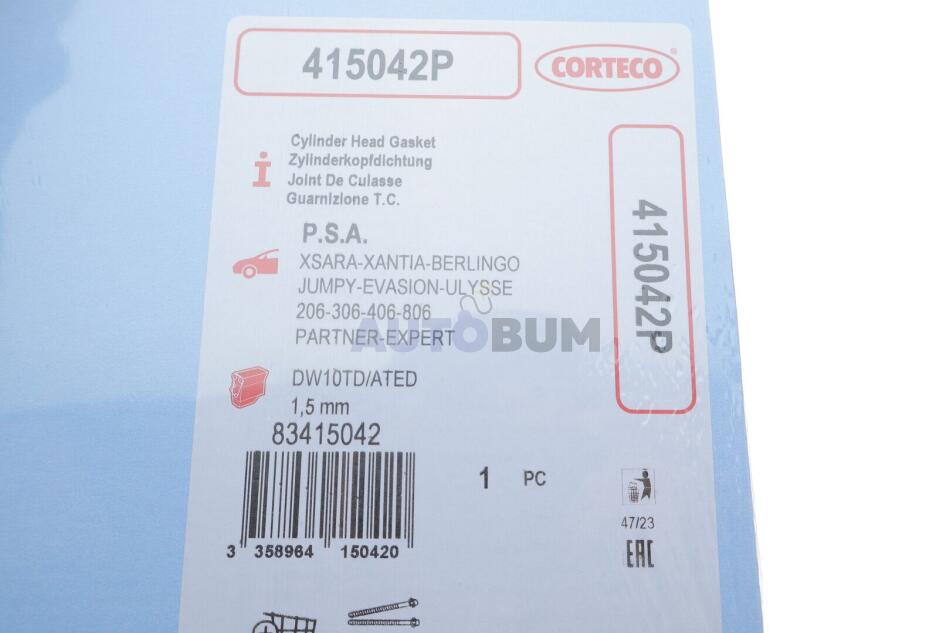 415042P
CORTECO®
415042P
Cylinder Head Gasket
Zylinderkopfdichtung
Joint De Culasse
Guarnizione T.C.
P.S.A.
XSARA-XANTIA-BERLINGO
JUMPY-EVASION-ULYSSE
206-306-406-806
PARTNER-EXPERT
AUTOBUM
DW10TD/ATED
1,5 mm
83415042
1 PC
47/23
EAC
3 358964 150420